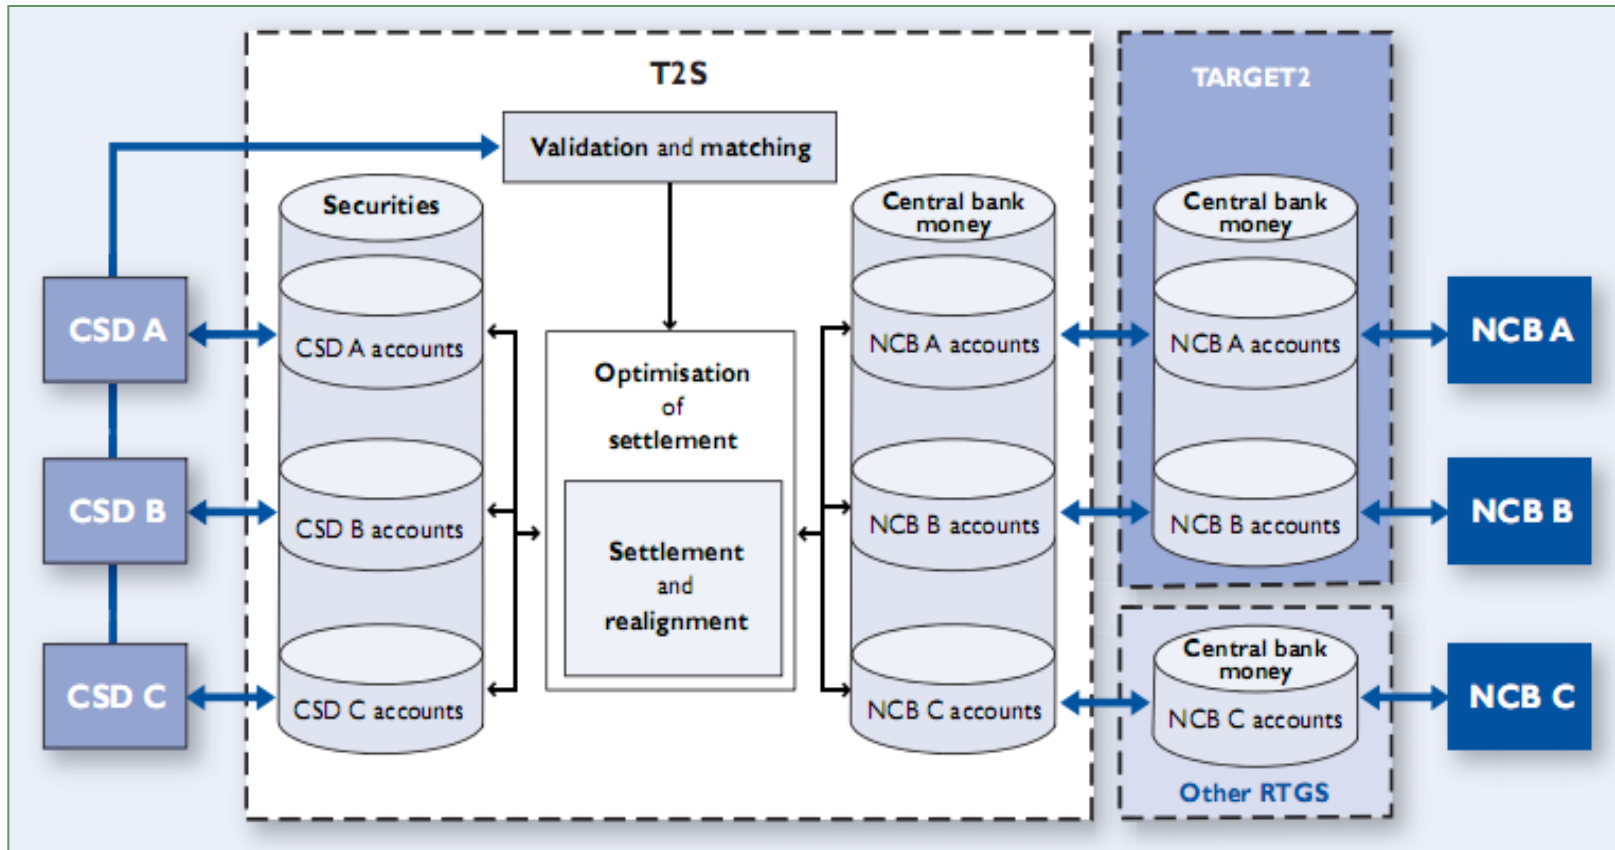 T2S
TARGET2
Validation and matching
Securities
Central bank
money
Central bank
money
CSD A
CSD A accounts
NCB A accounts
NCB A accounts
NCB A
Optimisation
of
settlement
CSD B
CSD B accounts
NCB B accounts
NCB B accounts
NCB B
Settlement
and
realignment
Central bank
money
CSD C
CSD C accounts
NCB C accounts
NCB C accounts
NCB C
Other RTGS